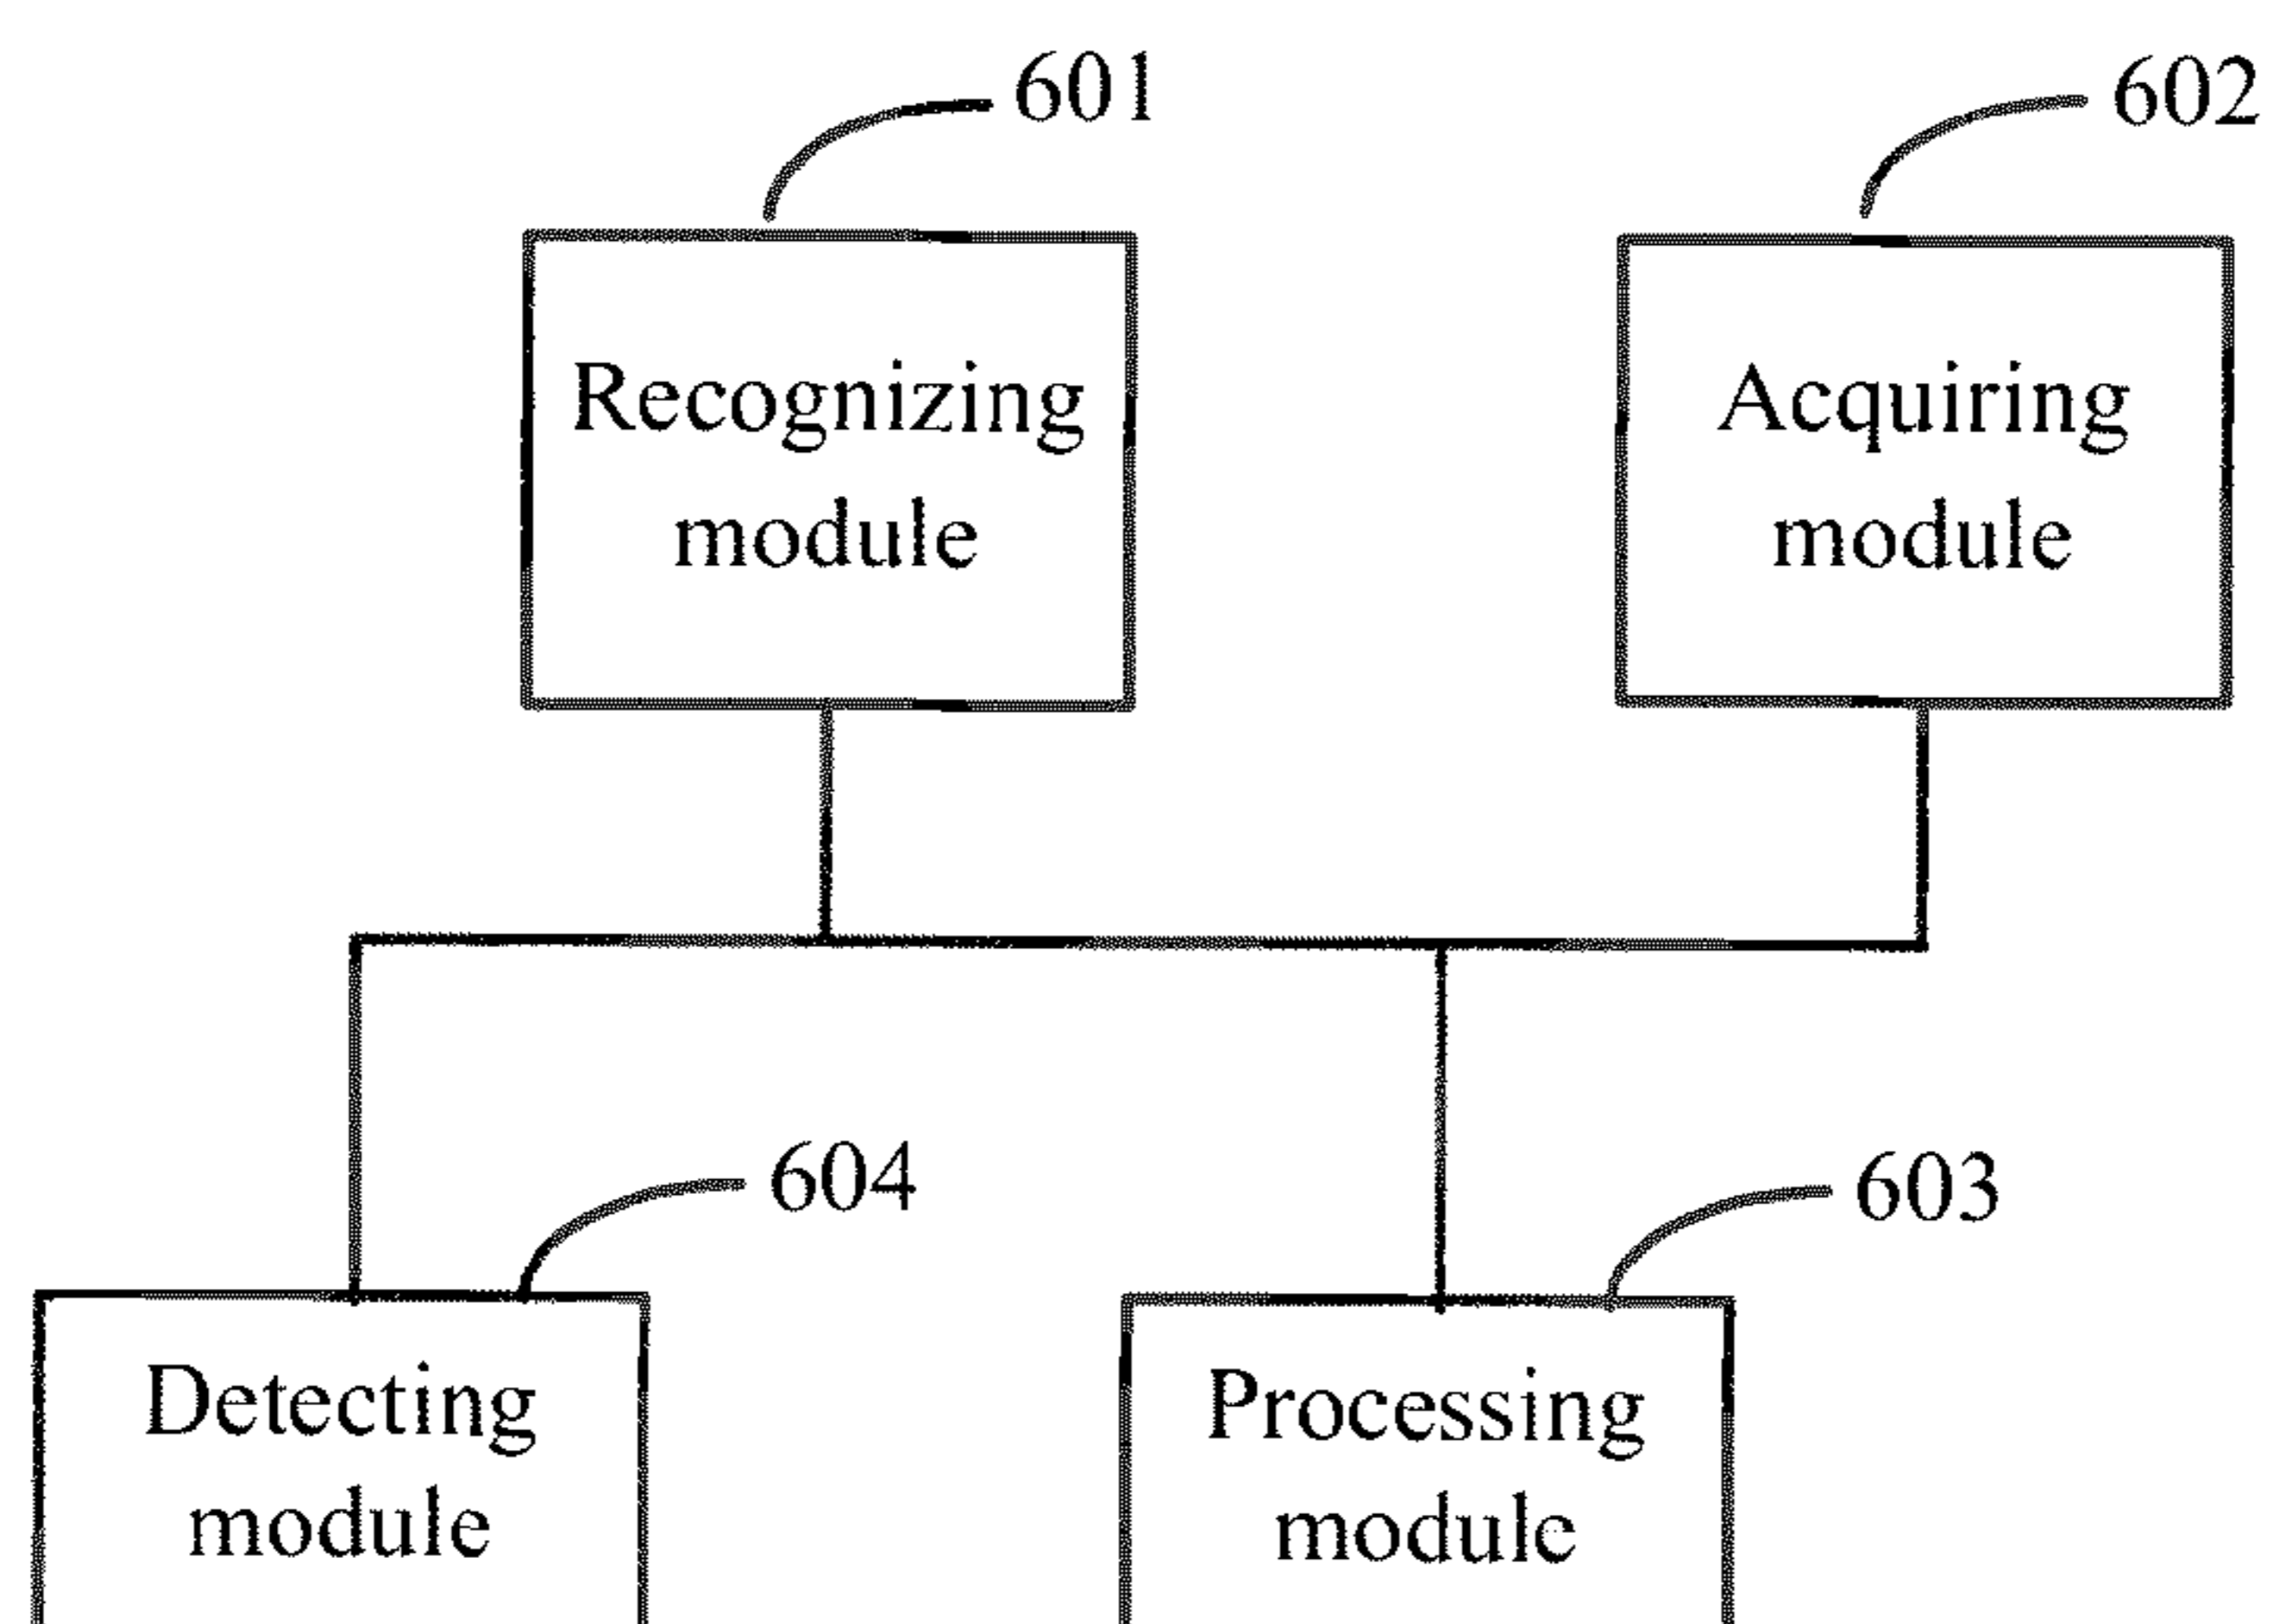 601
602
Recognizing
module
Acquiring
module
604
603
Detecting
module
Processing
module